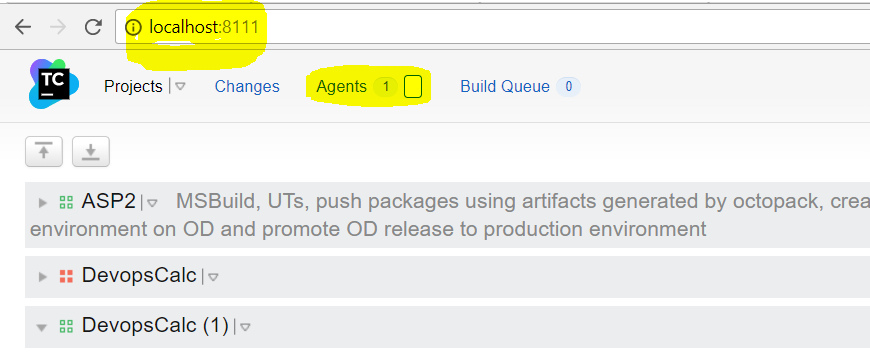 localhost:8111
TC
Projects Changes Agents 1 Build Queue 0
ASP2 MSBuild, UTs, push packages using artifacts generated by octopack, crea
environment on OD and promote OD release to production environment
DevopsCalc
DevopsCalc (1)